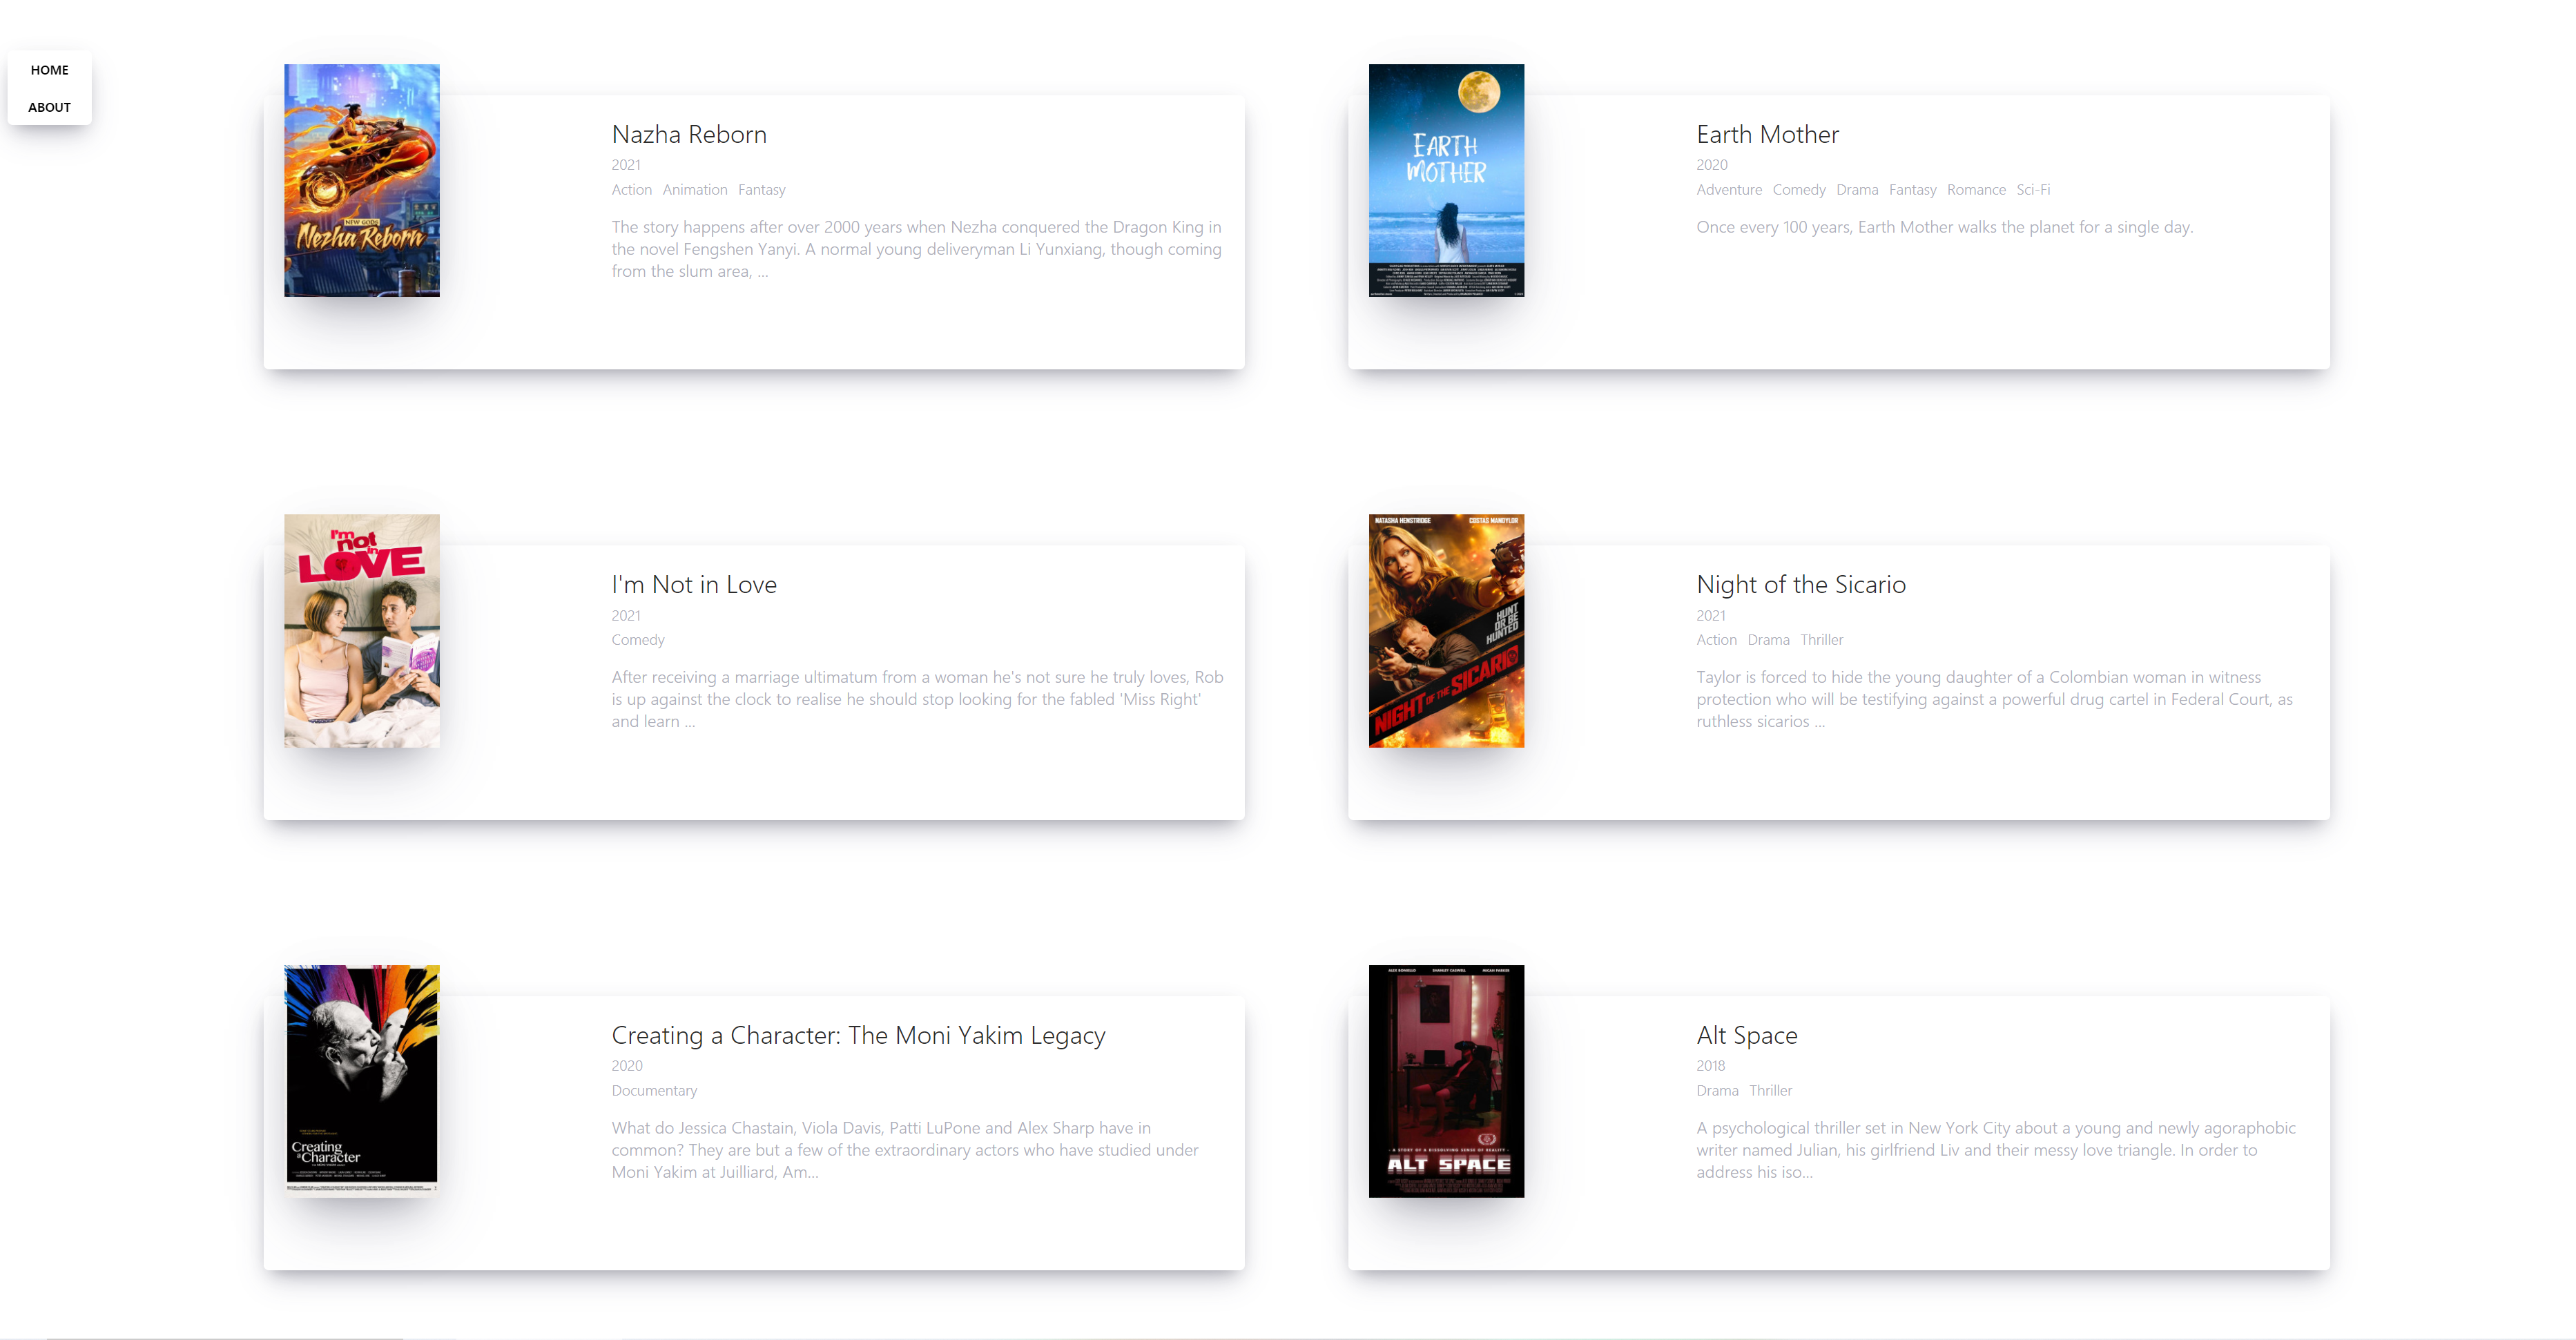 HOME
ABOUT
NEW GODS
Nezha Reborn
Nazha Reborn
2021
Action Animation Fantasy
The story happens after over 2000 years when Nezha conquered the Dragon King in
the novel Fengshen Yanyi. A normal young deliveryman Li Yunxiang, though coming
from the slum area, ...
EARTH
MOTHER
Earth Mother
2020
Adventure Comedy Drama Fantasy Romance Sci-Fi
Once every 100 years, Earth Mother walks the planet for a single day.
I'm
not
in
LOVE
I'm Not in Love
2021
Comedy
After receiving a marriage ultimatum from a woman he's not sure he truly loves, Rob
is up against the clock to realise he should stop looking for the fabled 'Miss Right'
and learn ...
NATASHA HENSTRIDGE COSTAS MANDYLOR
HUNT
OR BE
HUNTED
NIGHT OF THE SICARIO
Night of the Sicario
2021
Action Drama Thriller
Taylor is forced to hide the young daughter of a Colombian woman in witness
protection who will be testifying against a powerful drug cartel in Federal Court, as
ruthless sicarios ...
Creating
a Character
Creating a Character: The Moni Yakim Legacy
2020
Documentary
What do Jessica Chastain, Viola Davis, Patti LuPone and Alex Sharp have in
common? They are but a few of the extraordinary actors who have studied under
Moni Yakim at Juilliard, Am...
A STORY OF A DISSOLVING SENSE OF REALITY
ALT SPACE
Alt Space
2018
Drama Thriller
A psychological thriller set in New York City about a young and newly agoraphobic
writer named Julian, his girlfriend Liv and their messy love triangle. In order to
address his iso...